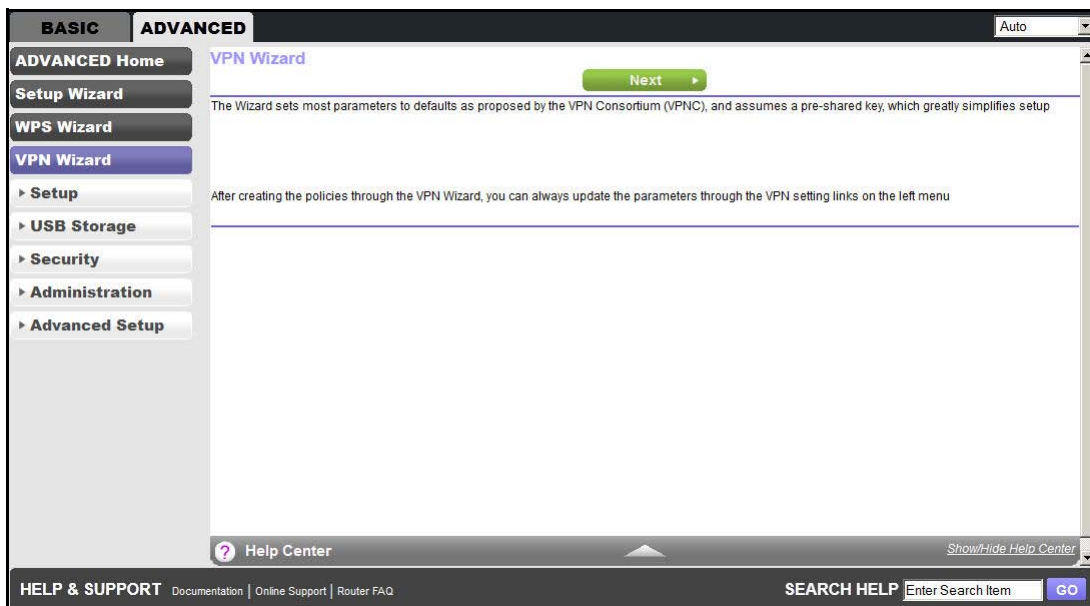 BASIC
ADVANCED
Auto
ADVANCED Home
Setup Wizard
WPS Wizard
VPN Wizard
Setup
USB Storage
Security
Administration
Advanced Setup
VPN Wizard
Next
The Wizard sets most parameters to defaults as proposed by the VPN Consortium (VPNC), and assumes a pre-shared key, which greatly simplifies setup
After creating the policies through the VPN Wizard, you can always update the parameters through the VPN setting links on the left menu
? Help Center
Show/Hide Help Center
HELP & SUPPORT Documentation | Online Support | Router FAQ
SEARCH HELP Enter Search Item GO